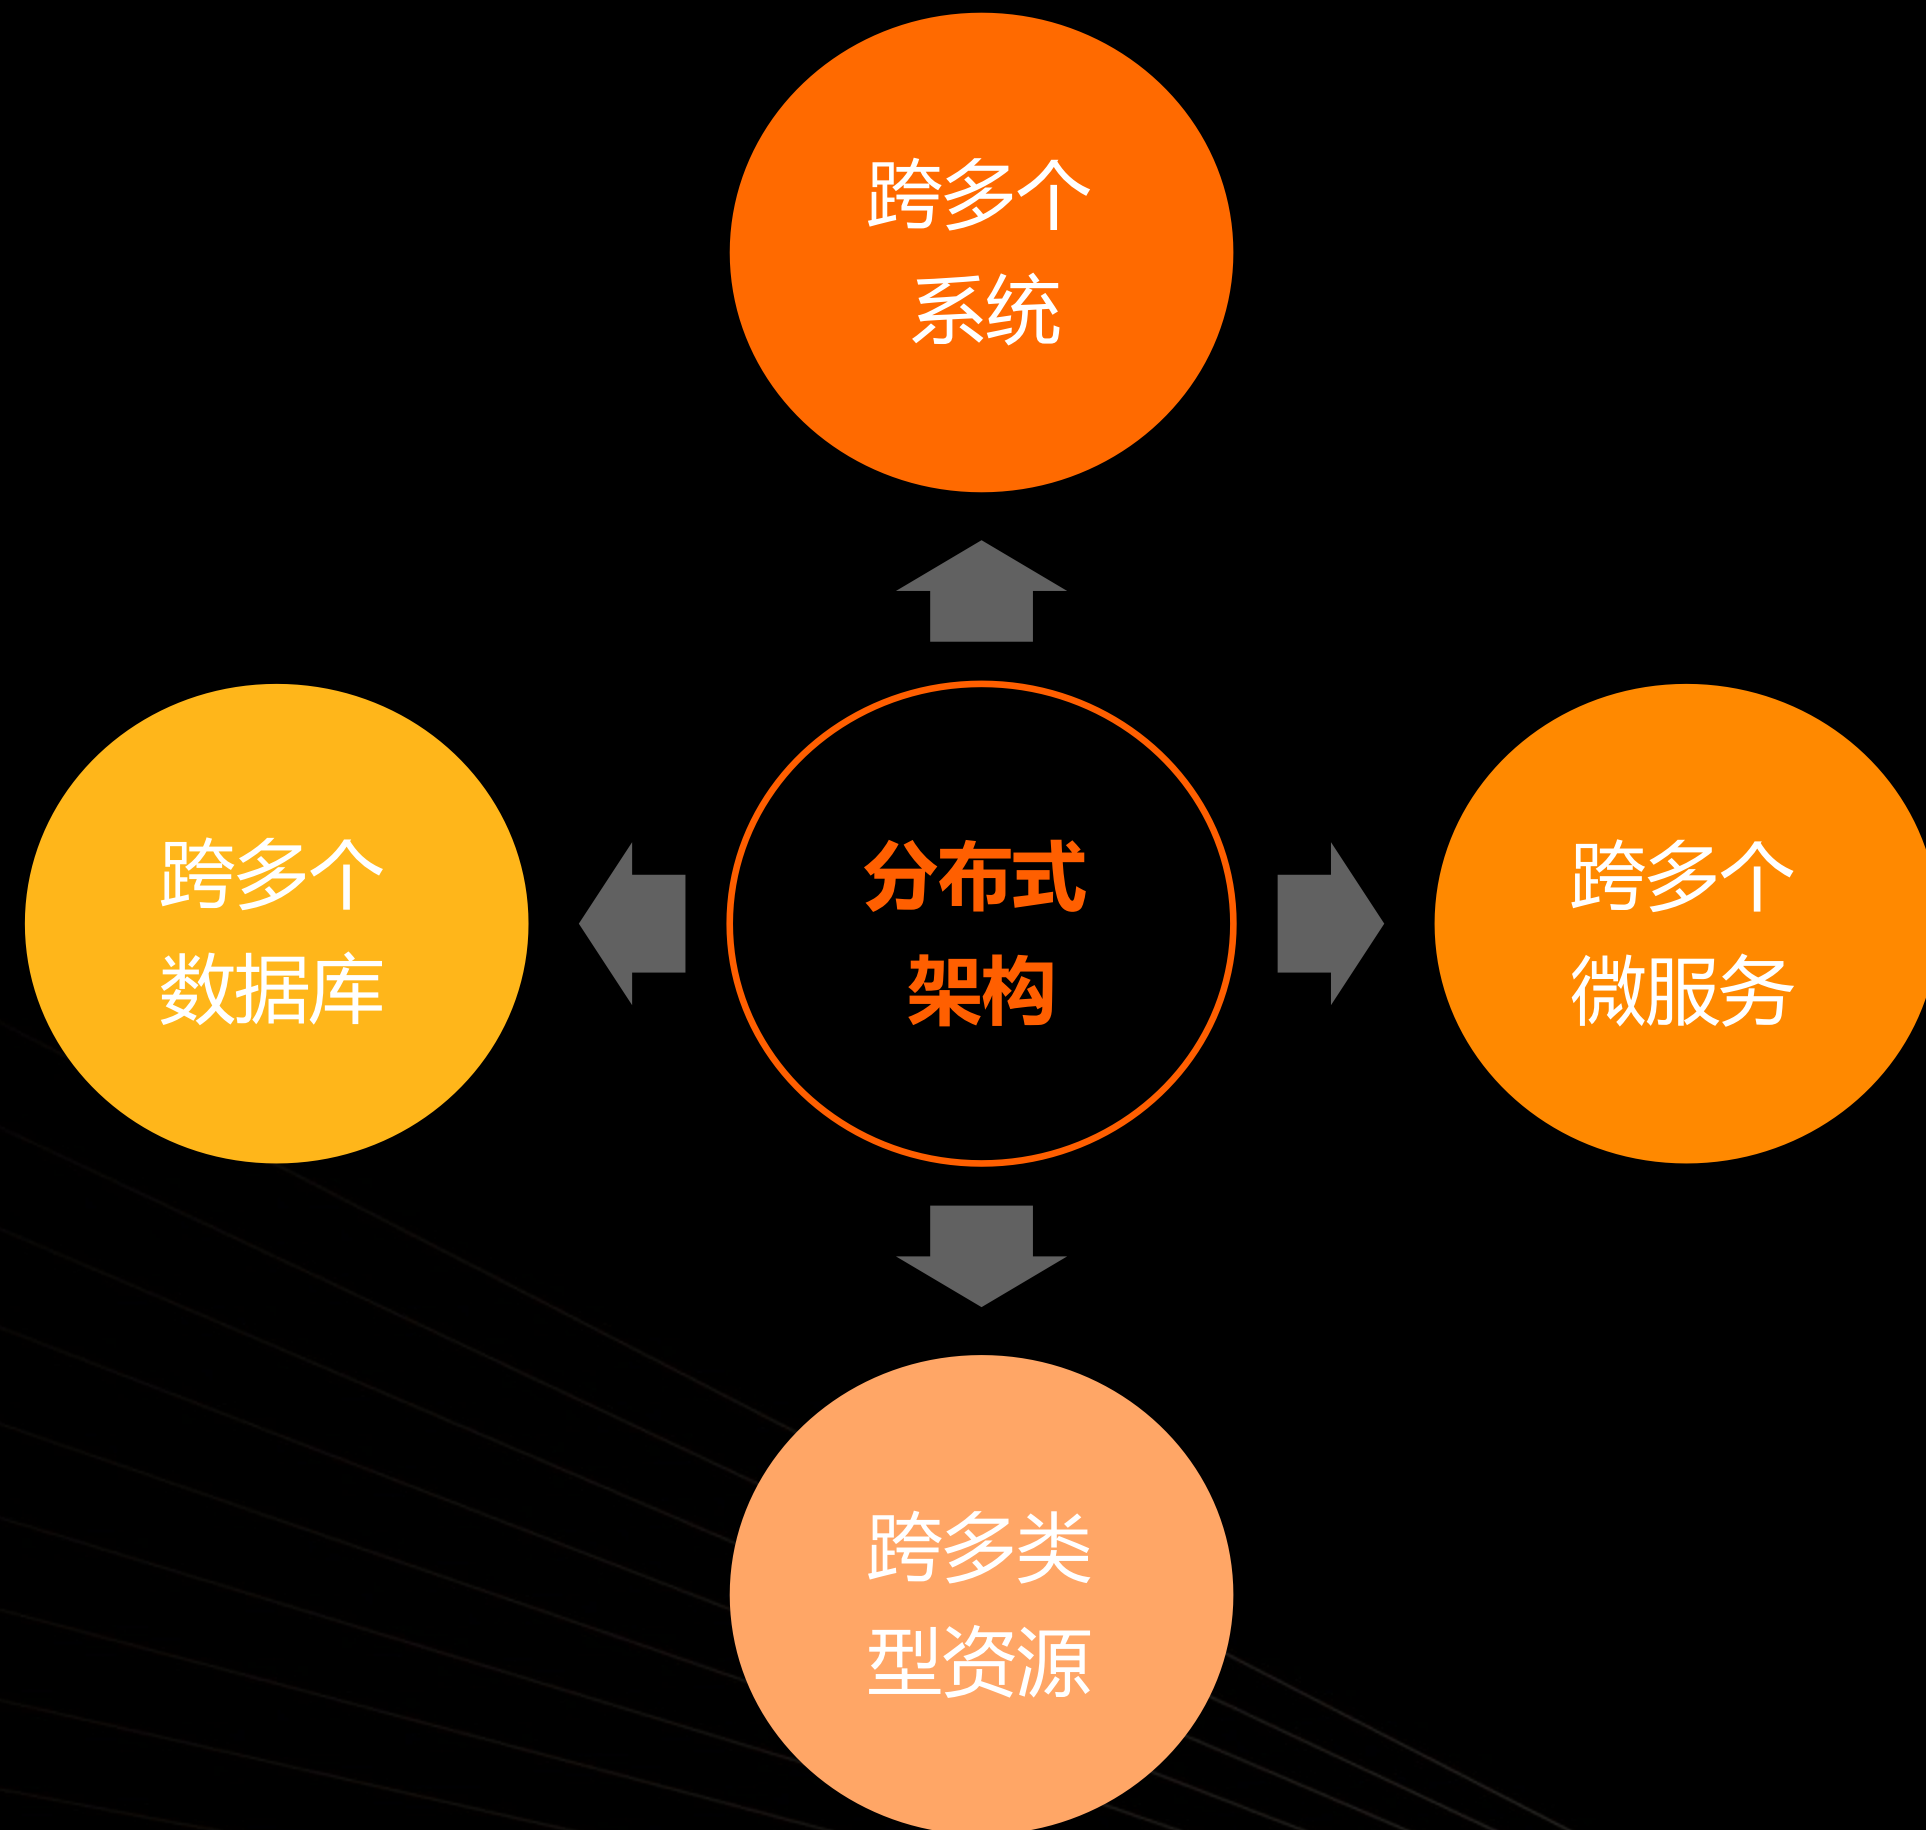 跨多个
系统
跨多个
数据库
分布式
架构
跨多个
微服务
跨多类
型资源